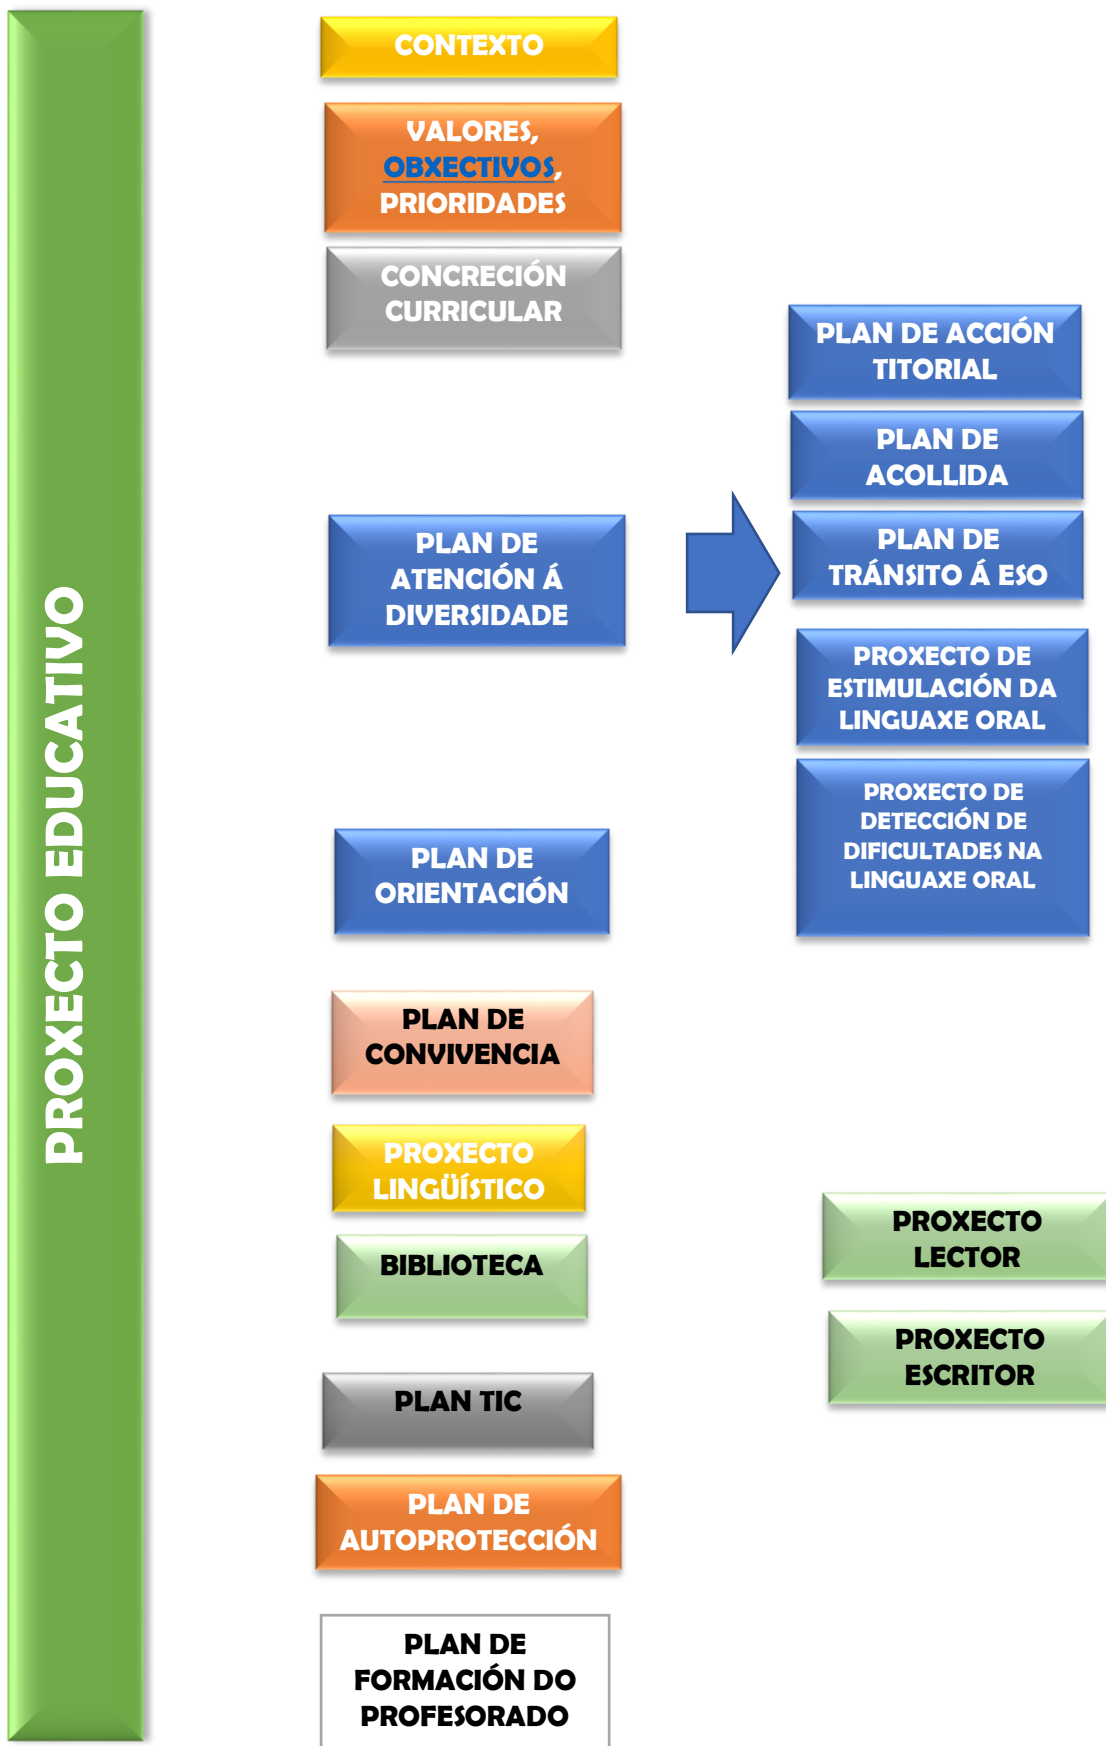 PROXECTO EDUCATIVO
CONTEXTO
VALORES,
OBXECTIVOS,
PRIORIDADES
CONCRECIÓN
CURRICULAR
PLAN DE
ATENCIÓN Á
DIVERSIDADE
PLAN DE ACCIÓN
TITORIAL
PLAN DE
ACOLLIDA
PLAN DE
TRÁNSITO Á ESO
PROXECTO DE
ESTIMULACIÓN DA
LINGUAXE ORAL
PROXECTO DE
DETECCIÓN DE
DIFICULTADES NA
LINGUAXE ORAL
PLAN DE
ORIENTACIÓN
PLAN DE
CONVIVENCIA
PROXECTO
LINGÜÍSTICO
BIBLIOTECA
PROXECTO
LECTOR
PROXECTO
ESCRITOR
PLAN TIC
PLAN DE
AUTOPROTECCIÓN
PLAN DE
FORMACIÓN DO
PROFESORADO